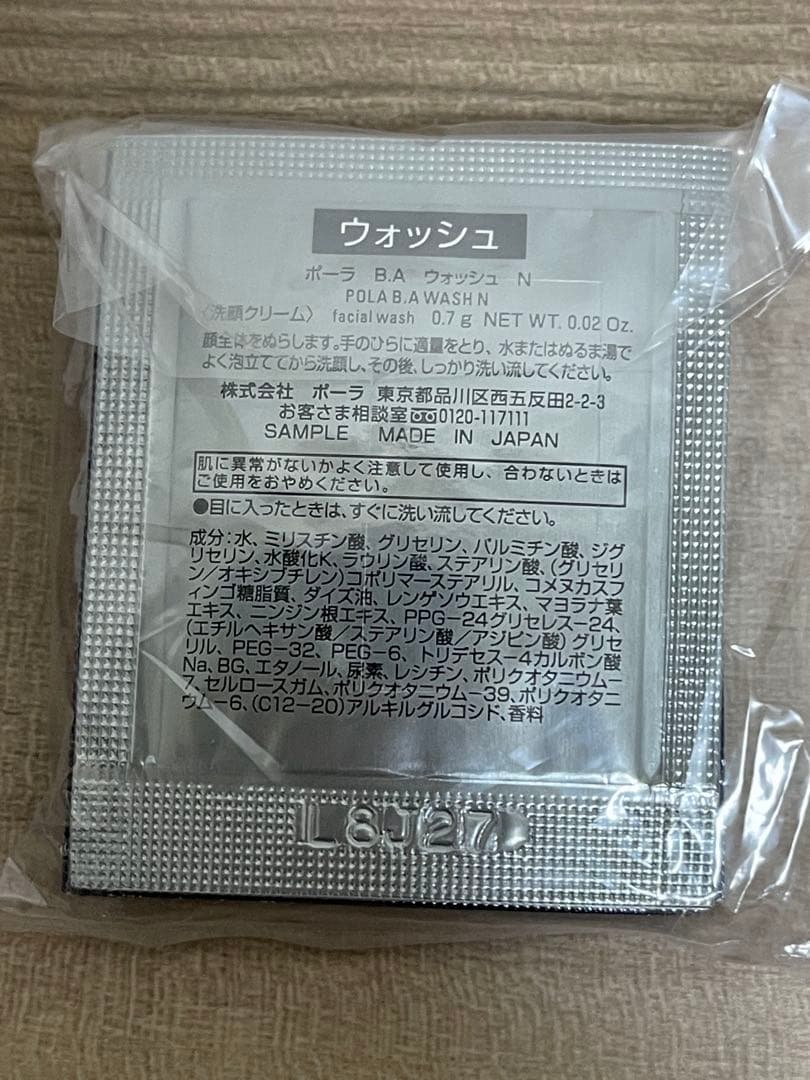 ウォッシュ
ポーラ B.A ウォッシュ N
POLA B.A WASH N
〈洗顔クリーム〉 facial wash 0.7 g NET WT. 0.02 Oz.
顔全体をぬらします。手のひらに適量をとり、水またはぬるま湯で
よく泡立ててから洗顔し、その後、しっかり洗い流してください。
株式会社 ポーラ 東京都品川区西五反田2-2-3
お客さま相談室 0120-117111
SAMPLE MADE IN JAPAN
肌に異常がないかよく注意して使用し、合わないときは
ご使用をおやめください。
●目に入ったときは、すぐに洗い流してください。
成分：水、ミリスチン酸、グリセリン、パルミチン酸、ジグ
リセリン、水酸化K、ラウリン酸、ステアリン酸、(グリセリ
ン/オキシブチレン)コポリマーステアリル、コメヌカスフ
ィンゴ糖脂質、ダイズ油、レンゲソウエキス、マヨラナ葉
エキス、ニンジン根エキス、PPG-24グリセレス-24、
(エチルヘキサン酸/ステアリン酸/アジピン酸)グリセ
リル、PEG-32、PEG-6、トリデセス-4カルボン酸
Na、BG、エタノール、尿素、レシチン、ポリクオタニウム-
7、セルロースガム、ポリクオタニウム-39、ポリクオタニ
ウム-6、(C12-20)アルキルグルコシド、香料
L8J27